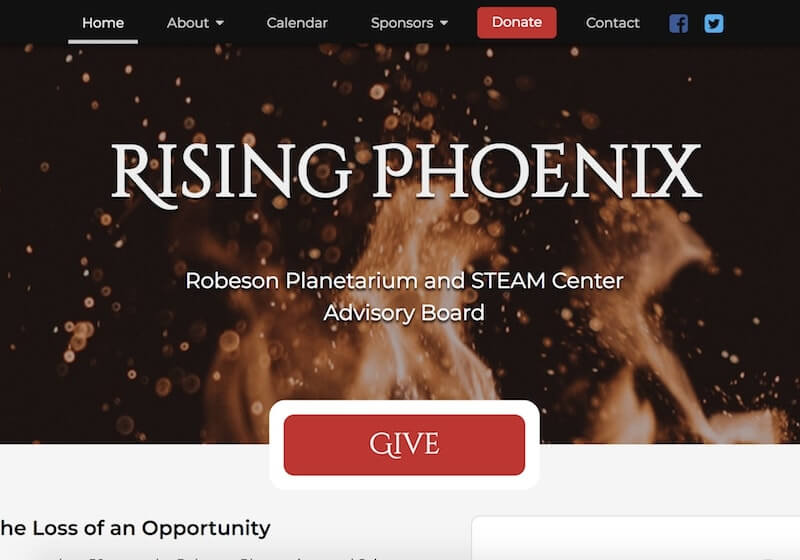 Home About Calendar Sponsors Donate Contact
RISING PHOENIX
Robeson Planetarium and STEAM Center
Advisory Board
GIVE
he Loss of an Opportunity